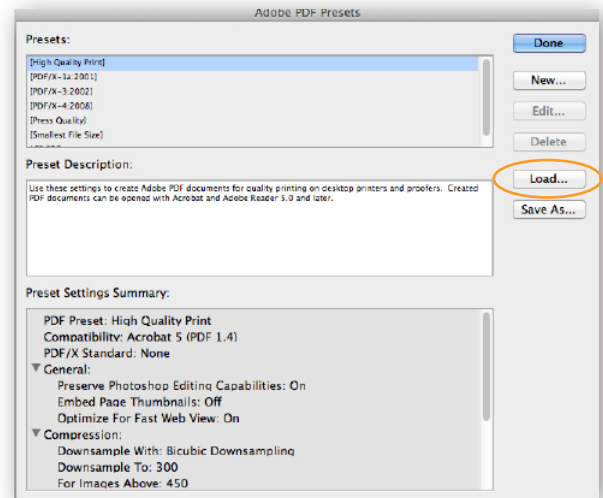 Adobe PDF Presets
Presets:
[High Quality Print]
[PDF/X-1a:2001]
[PDF/X-3:2002]
[PDF/X-4:2008]
[Press Quality]
[Smallest File Size]
Done
New...
Edit...
Delete
Load...
Save As...
Preset Description:
Use these settings to create Adobe PDF documents for quality printing on desktop printers and proofers. Created
PDF documents can be opened with Acrobat and Adobe Reader 5.0 and later.
Preset Settings Summary:
PDF Preset: High Quality Print
Compatibility: Acrobat 5 (PDF 1.4)
PDF/X Standard: None
General:
Preserve Photoshop Editing Capabilities: On
Embed Page Thumbnails: Off
Optimize For Fast Web View: On
Compression:
Downsample With: Bicubic Downsampling
Downsample To: 300
For Images Above: 450